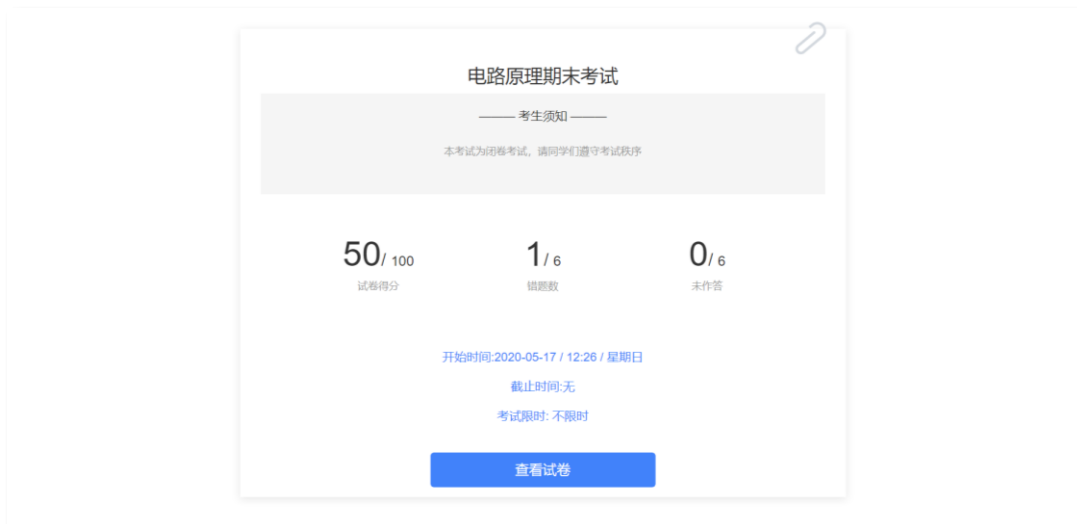 电路原理期末考试
——— 考生须知 ———
本考试为闭卷考试，请同学们遵守考试秩序
50/ 100
1/ 6
0/ 6
试卷得分
错题数
未作答
开始时间:2020-05-17 / 12:26 / 星期日
截止时间:无
考试限时: 不限时
查看试卷